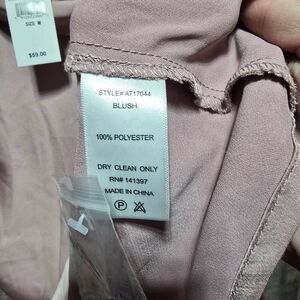 SIZE M
$59.00
STYLE# AT17044
BLUSH
100% POLYESTER
DRY CLEAN ONLY
RN# 141397
MADE IN CHINA
P